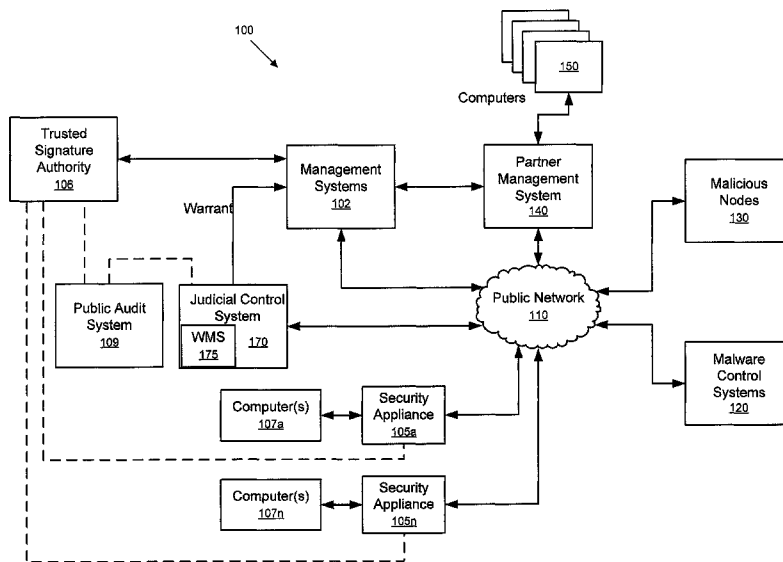 100
150
Computers
Trusted
Signature
Authority
106
Management
Systems
102
Partner
Management
System
140
Malicious
Nodes
130
Warrant
Public Audit
System
109
Judicial Control
System
170
WMS
175
Public Network
110
Malware
Control
Systems
120
Computer(s)
107a
Security
Appliance
105a
Computer(s)
107n
Security
Appliance
105n